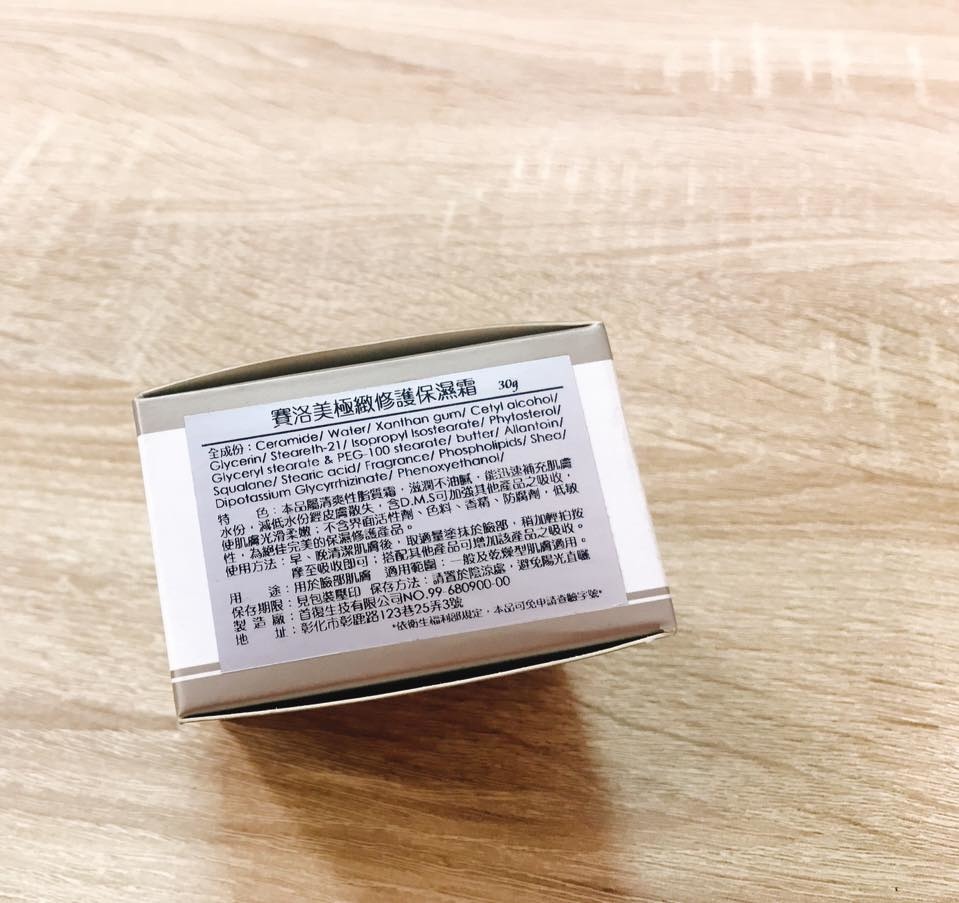 賽洛美極緻修護保濕霜 30g
全成份：Ceramide/ Water/ Xanthan gum/ Cetyl alcohol/
Glycerin/ Steareth-21/ Isopropyl Isostearate/ Phytosterol/
Glyceryl stearate & PEG-100 stearate/ butter/ Allantoin/
Squalane/ Stearic acid/ Fragrance/ Phospholipids/ Shea/
Dipotassium Glycyrrhizinate/ Phenoxyethanol/
特 色：本品屬清爽性脂質霜，滋潤不油膩，能迅速補充肌膚
水份，減低水份經皮膚散失，含D.M.S可加強其他產品之吸收，
使肌膚光滑柔嫩；不含界面活性劑、色料、香精、防腐劑，低敏
性，為絕佳完美的保濕修護產品。
使用方法：早、晚清潔肌膚後，取適量塗抹於臉部，稍加輕拍按
摩至吸收即可；搭配其他產品可增加該產品之吸收。
用 途：用於臉部肌膚 適用範圍：一般及乾燥型肌膚適用。
保存期限：見包裝壓印 保存方法：請置於陰涼處，避免陽光直曬
製 造 廠：首復生技有限公司NO.99-680900-00
地 址：彰化市彰鹿路123巷25弄3號
*依衛生福利部規定，本品可免申請查驗字號*